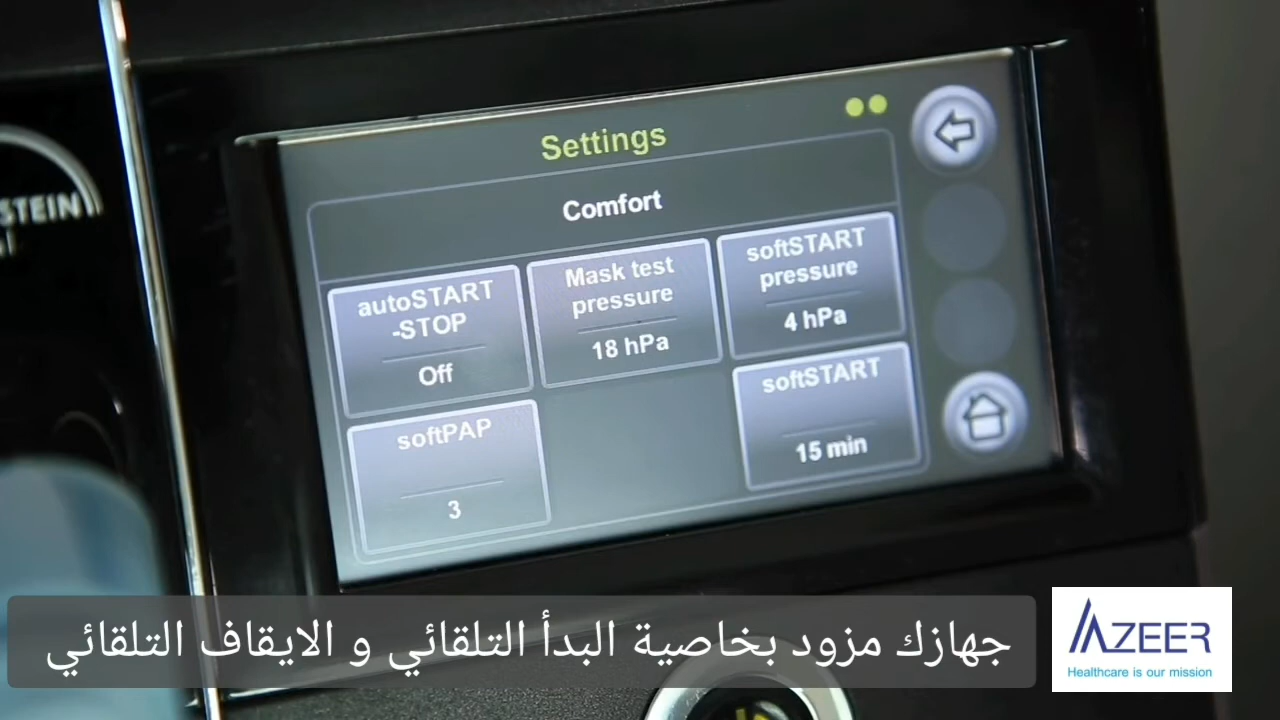 Settings
Comfort
autoSTART
-STOP
Off
Mask test
pressure
18 hPa
softSTART
pressure
4 hPa
softPAP
3
softSTART
15 min
STEIN
جهازك مزود بخاصية البدأ التلقائي و الايقاف التلقائي
AZEER
Healthcare is our mission